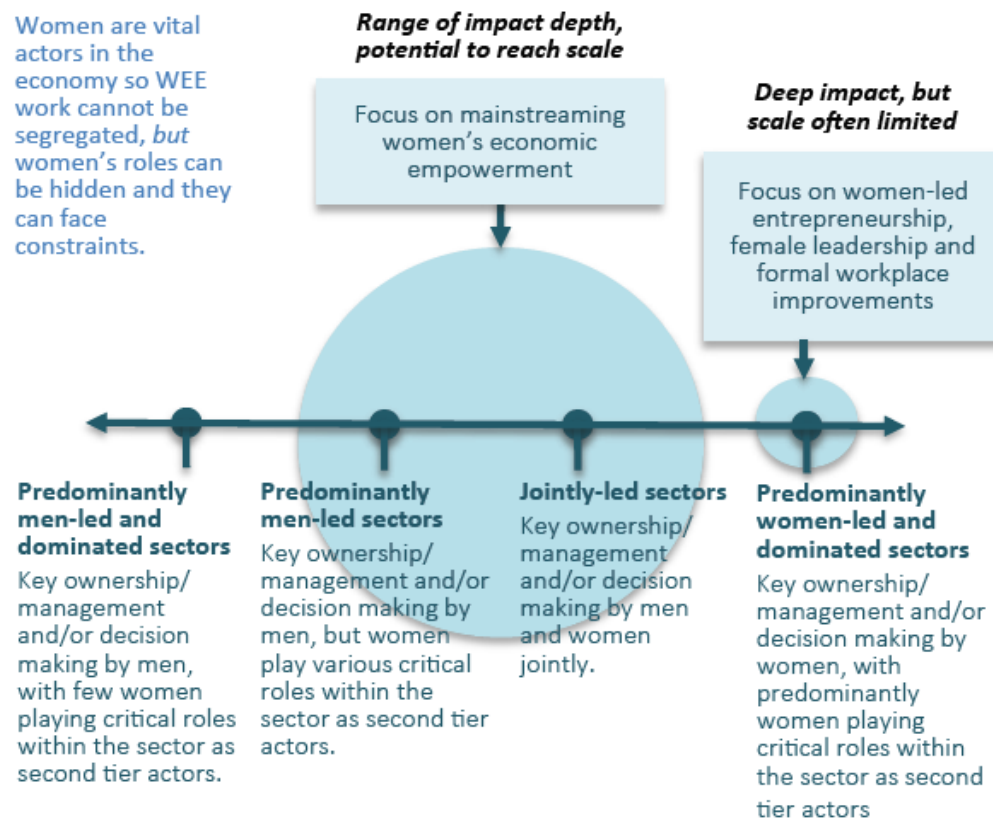 Women are vital
actors in the
economy so WEE
work cannot be
segregated, but
women's roles can
be hidden and they
can face
constraints.
Range of impact depth,
potential to reach scale
Focus on mainstreaming
women's economic
empowerment
Deep impact, but
scale often limited
Focus on women-led
entrepreneurship,
female leadership and
formal workplace
improvements
Predominantly
men-led and
dominated sectors
Key ownership/
management
and/or decision
making by men,
with few women
playing critical roles
within the sector as
second tier actors.
Predominantly
men-led sectors
Key ownership/
management and/or
decision making by
men, but women
play various critical
roles within the
sector as second tier
actors.
Jointly-led sectors
Key ownership/
management
and/or decision
making by men
and women
jointly.
Predominantly
women-led and
dominated sectors
Key ownership/
management and/or
decision making by
women, with
predominantly
women playing
critical roles within
the sector as second
tier actors